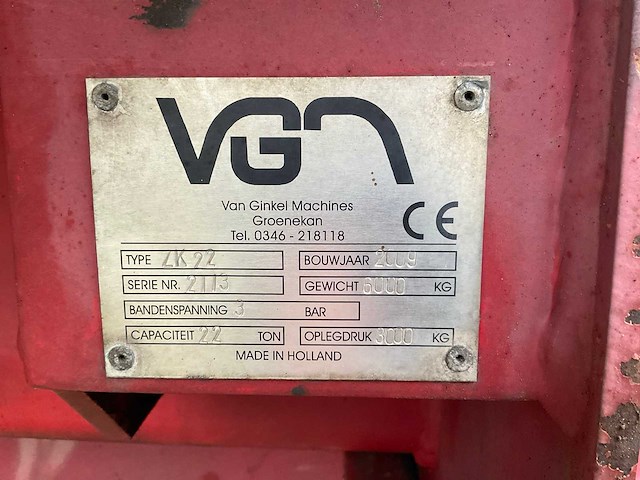 VGN
Van Ginkel Machines
Groenekan
Tel. 0346 - 218118
CE
TYPE ZK 22 BOUWJAAR 2009
SERIE NR. 2113 GEWICHT 6000 KG
BANDENSPANNING 3 BAR
CAPACITEIT 22 TON OPLEGDRUK 3000 KG
MADE IN HOLLAND